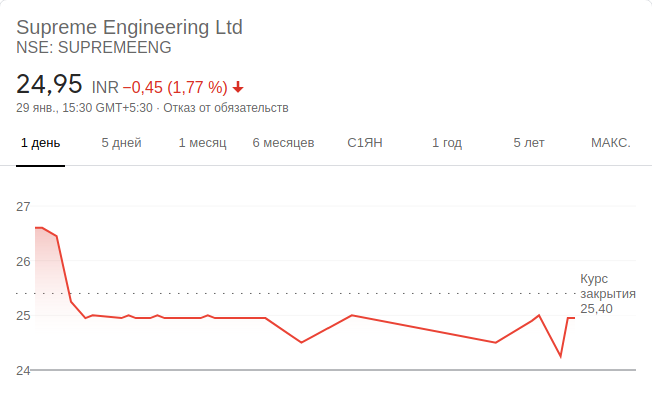 Supreme Engineering Ltd
NSE: SUPREMEENG
24,95 INR −0,45 (1,77 %)
29 янв., 15:30 GMT+5:30 · Отказ от обязательств
1 день 5 дней 1 месяц 6 месяцев С1ЯН 1 год 5 лет МАКС.
27
26
Курс
закрытия
25,40
25
24